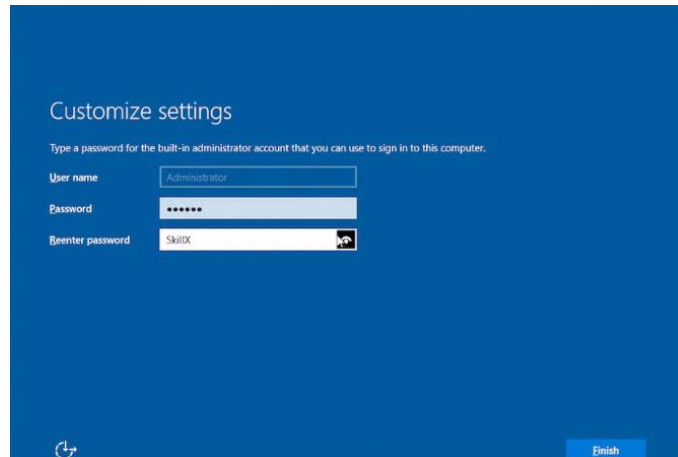 Customize settings
Type a password for the built-in administrator account that you can use to sign in to this computer.
User name Administrator
Password ••••••
Reenter password SkillX
Finish